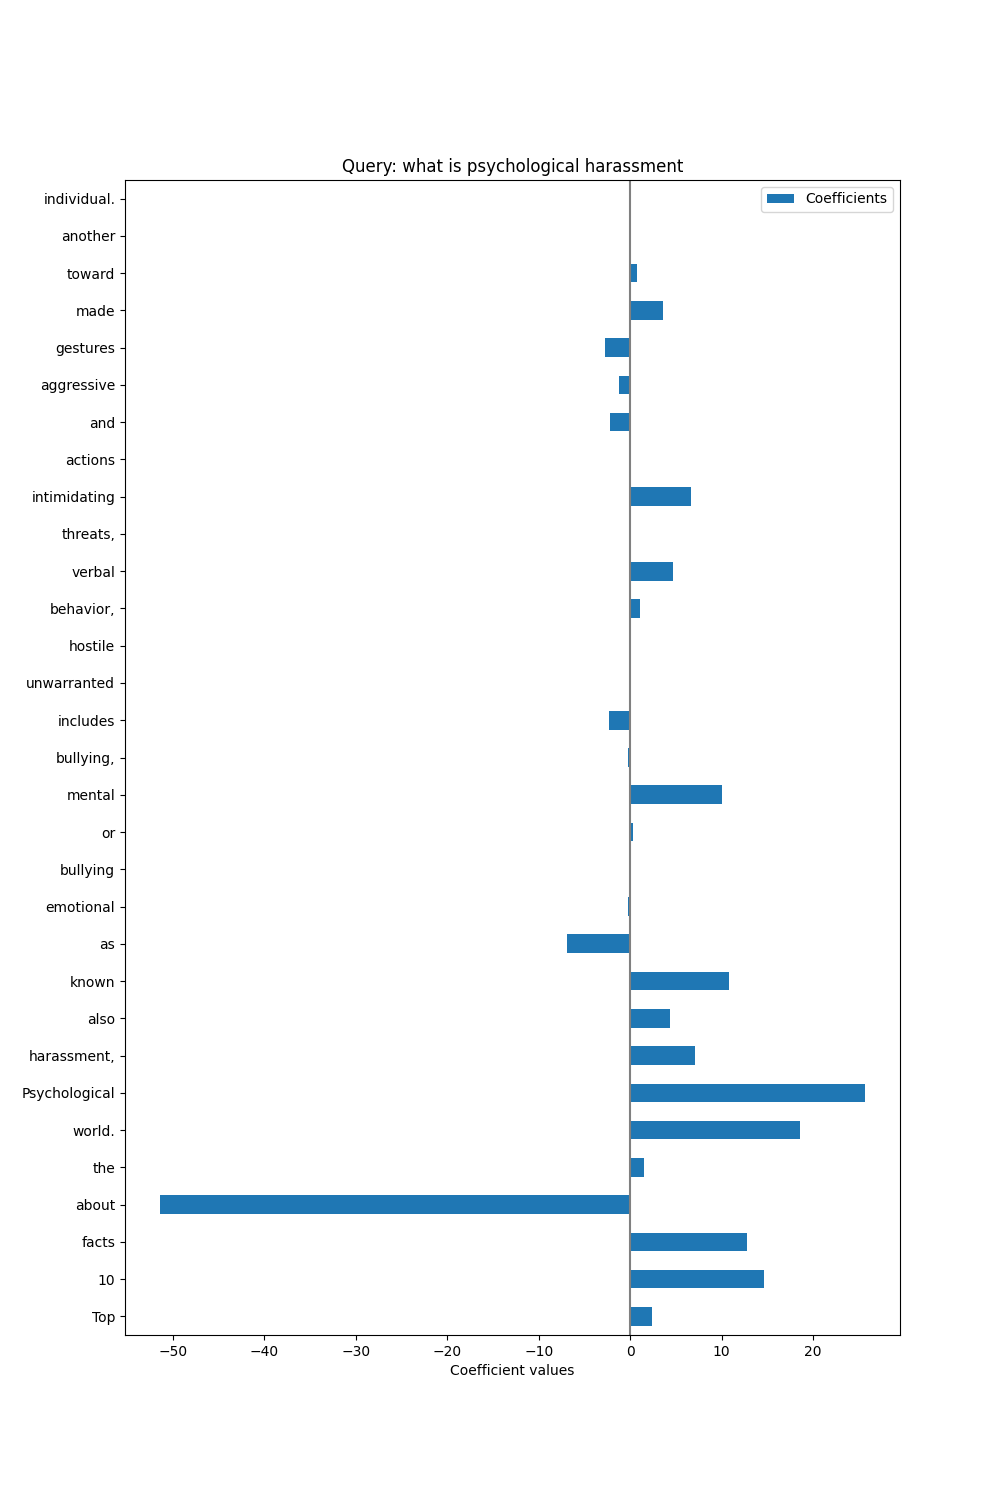 Query: what is psychological harassment
Coefficients
individual.
another
toward
made
gestures
aggressive
and
actions
intimidating
threats,
verbal
behavior,
hostile
unwarranted
includes
bullying,
mental
or
bullying
emotional
as
known
also
harassment,
Psychological
world.
the
about
facts
10
Top
−50 −40 −30 −20 −10 0 10 20
Coefficient values